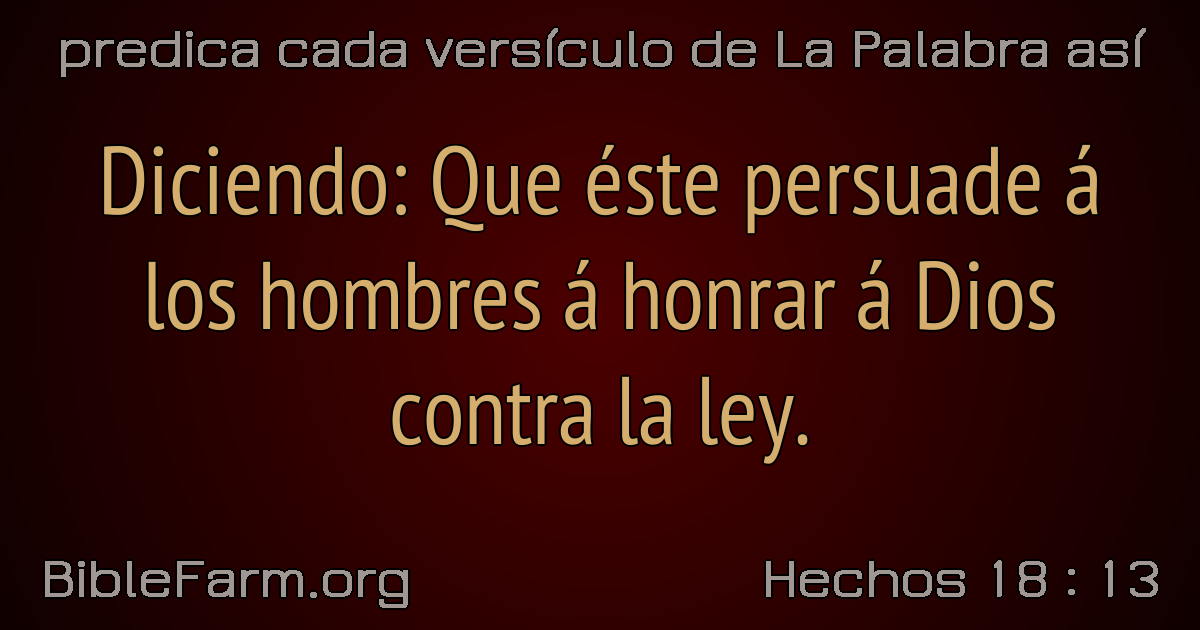 predica cada versículo de La Palabra así
Diciendo: Que éste persuade á
los hombres á honrar á Dios
contra la ley.
BibleFarm.org
Hechos 18 : 13